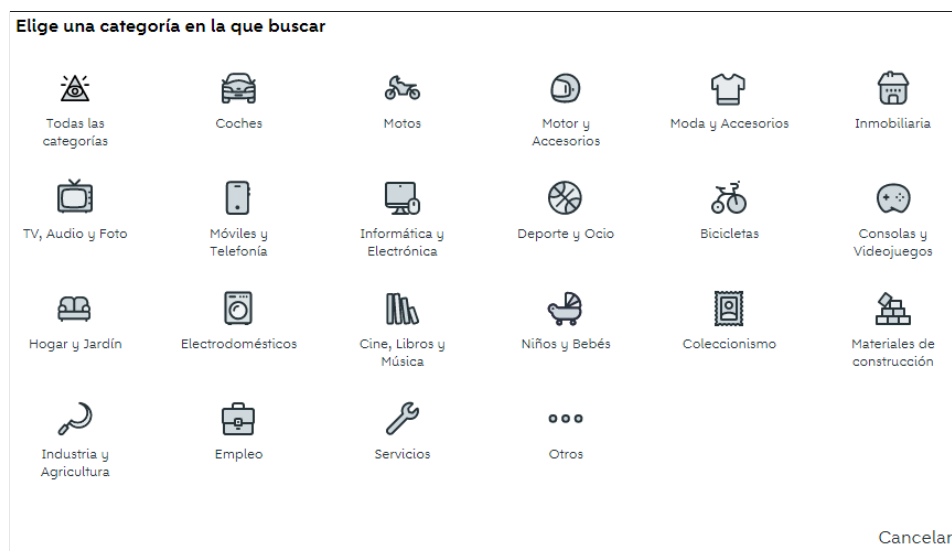 Elige una categoría en la que buscar
Todas las
categorías
Coches
Motos
Motor y
Accesorios
Moda y Accesorios
Inmobiliaria
TV, Audio y Foto
Móviles y
Telefonía
Informática y
Electrónica
Deporte y Ocio
Bicicletas
Consolas y
Videojuegos
Hogar y Jardín
Electrodomésticos
Cine, Libros y
Música
Niños y Bebés
Coleccionismo
Materiales de
construcción
Industria y
Agricultura
Empleo
Servicios
Otros
Cancelar